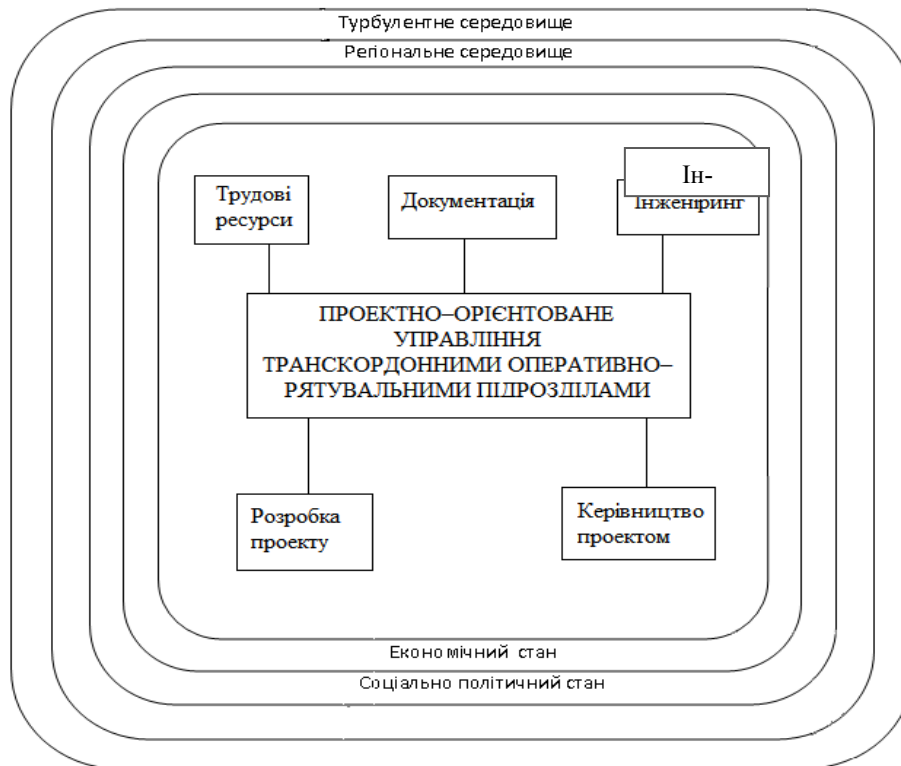 Турбулентне середовище
Регіональне середовище
Трудові
ресурси
Документація
Ін-
Інженіринг
ПРОЕКТНО–ОРІЄНТОВАНЕ
УПРАВЛІННЯ
ТРАНСКОРДОННИМИ ОПЕРАТИВНО–
РЯТУВАЛЬНИМИ ПІДРОЗДІЛАМИ
Розробка
проекту
Керівництво
проектом
Економічний стан
Соціально політичний стан